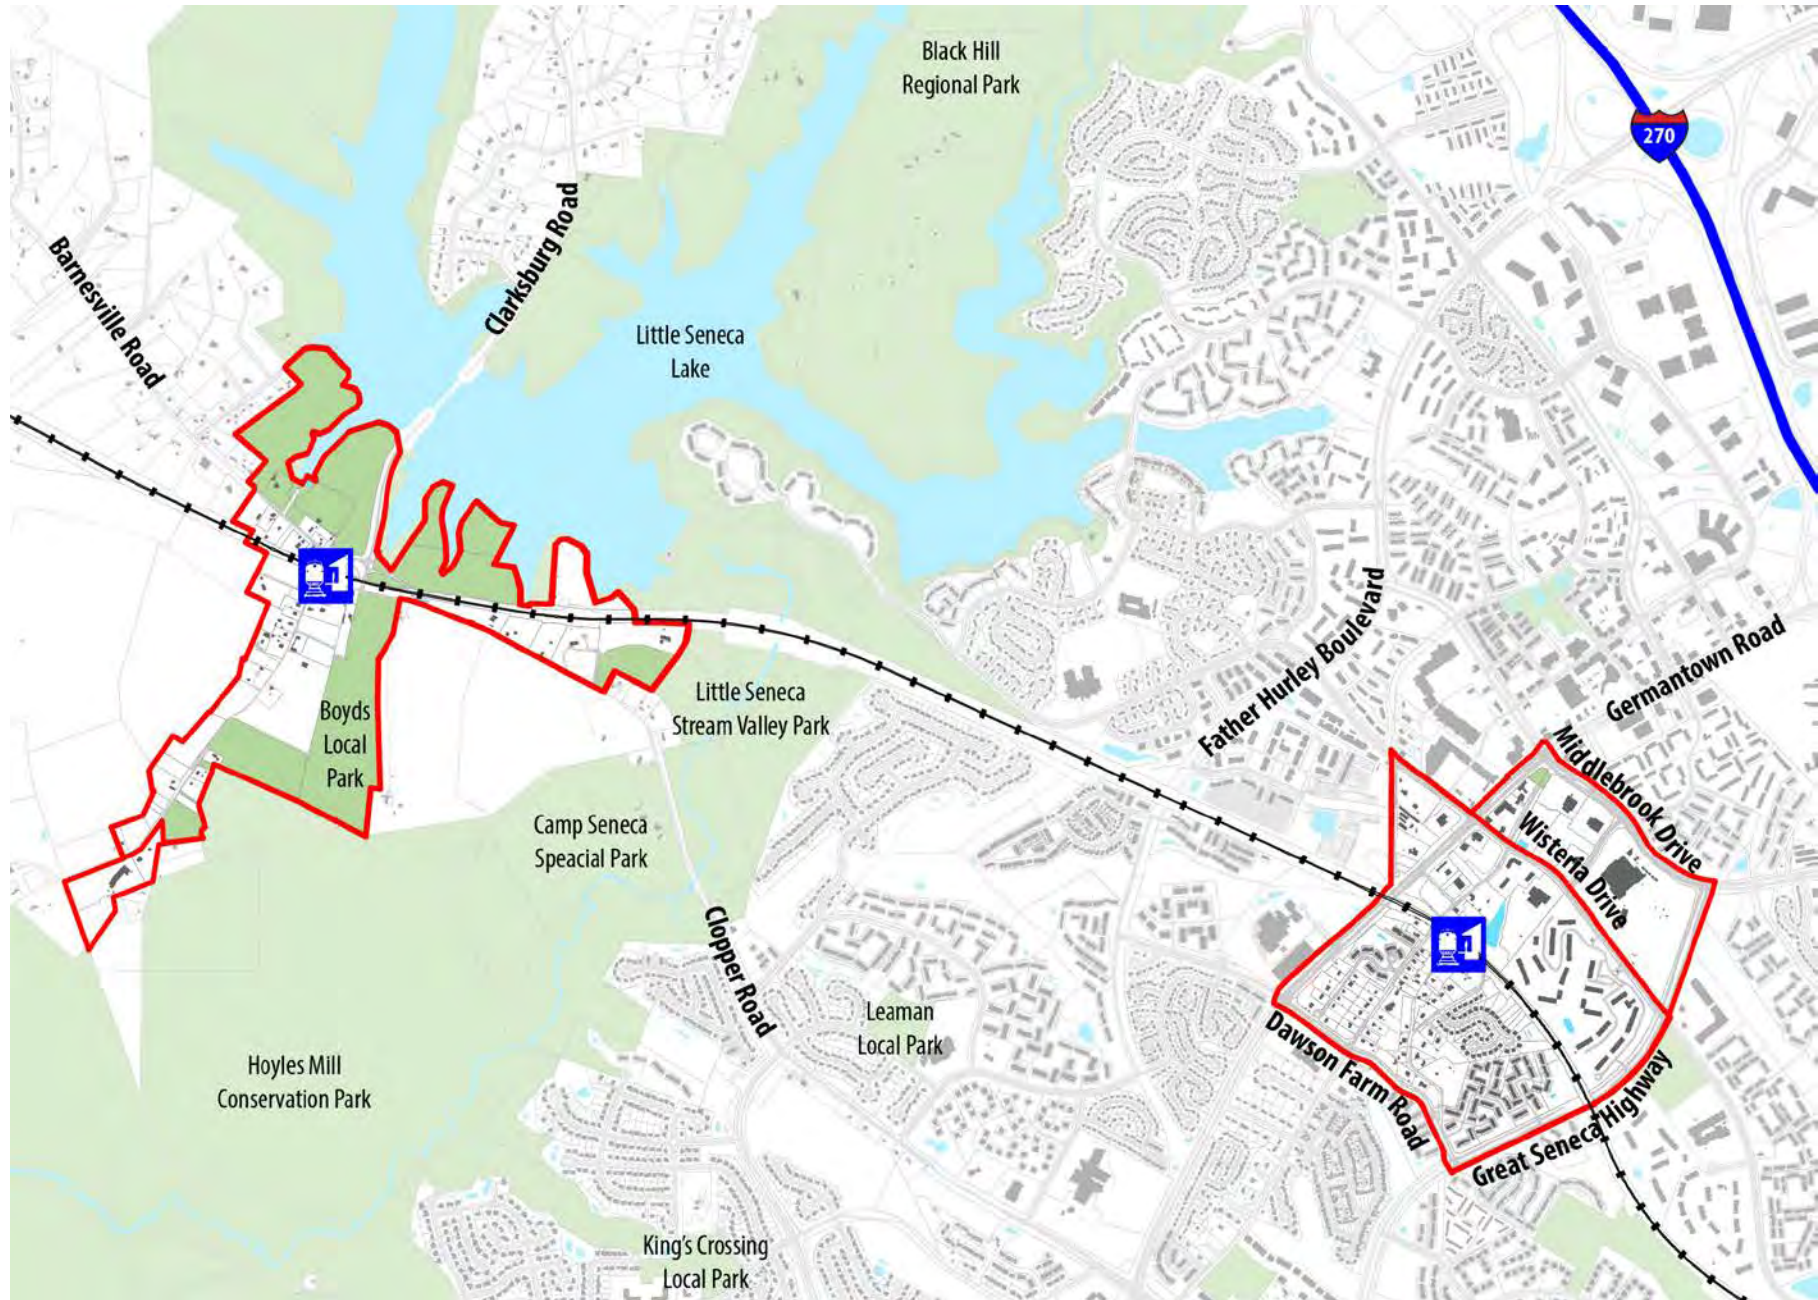 Black Hill
Regional Park
270
Barnesville Road
Clarksburg Road
Little Seneca
Lake
Father Hurley Boulevard
Germantown Road
Little Seneca
Stream Valley Park
Boyds
Local
Park
Middlebrook Drive
Wisteria Drive
Camp Seneca
Speacial Park
Clopper Road
Leaman
Local Park
Dawson Farm Road
Great Seneca Highway
Hoyles Mill
Conservation Park
King's Crossing
Local Park